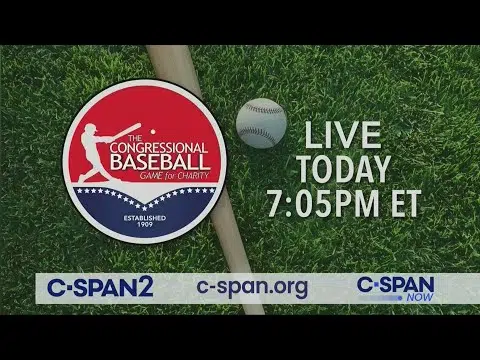 THE
CONGRESSIONAL
BASEBALL
GAME for CHARITY
ESTABLISHED
1909
LIVE
TODAY
7:05PM ET
C-SPAN2
c-span.org
C-SPAN
NOW